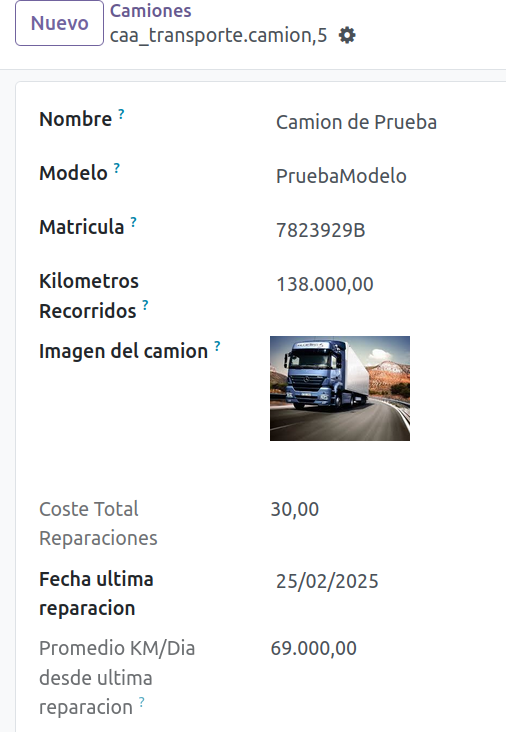 Nuevo
Camiones
caa_transporte.camion,5
Nombre ?
Camion de Prueba
Modelo ?
PruebaModelo
Matricula ?
7823929B
Kilometros
Recorridos ?
138.000,00
Imagen del camion ?
Coste Total
Reparaciones
30,00
Fecha ultima
reparacion
25/02/2025
Promedio KM/Dia
desde ultima
reparacion ?
69.000,00